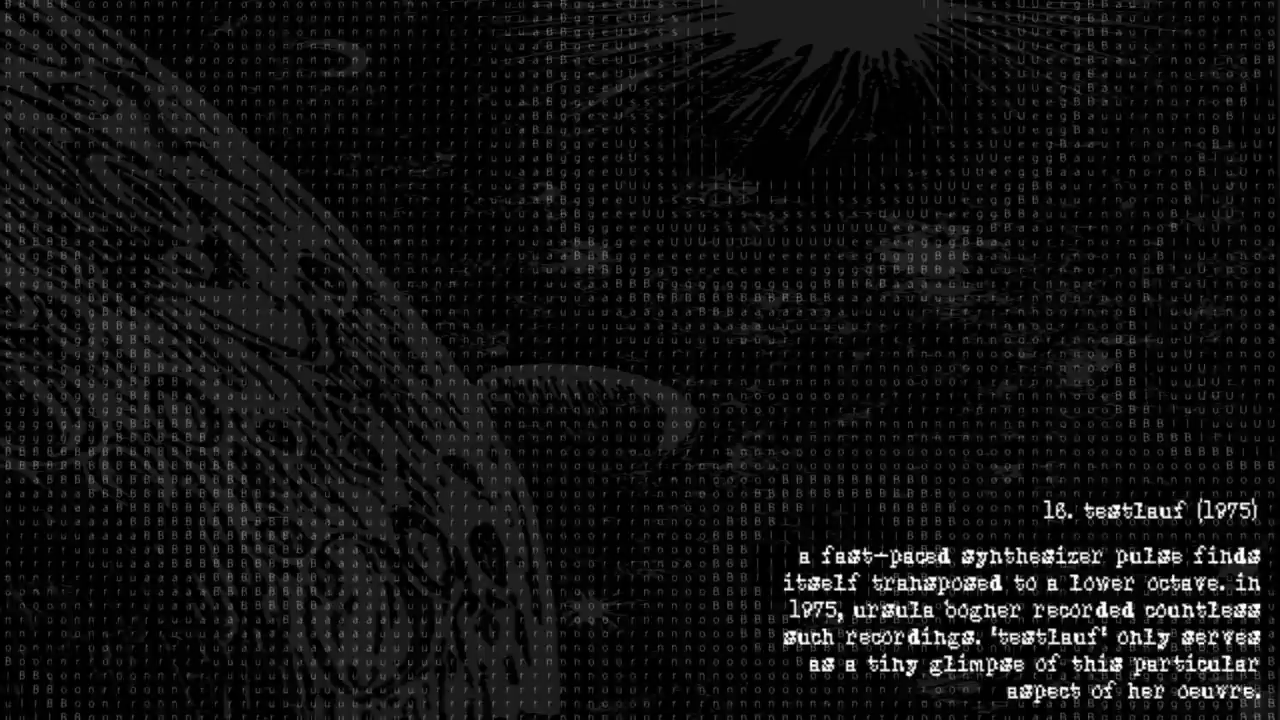 16. testlauf (1975)
a fast-paced synthesizer pulse finds
itself transposed to a lower octave. in
1975, ursula bogner recorded countless
such recordings. 'testlauf' only serves
as a tiny glimpse of this particular
aspect of her oeuvre.